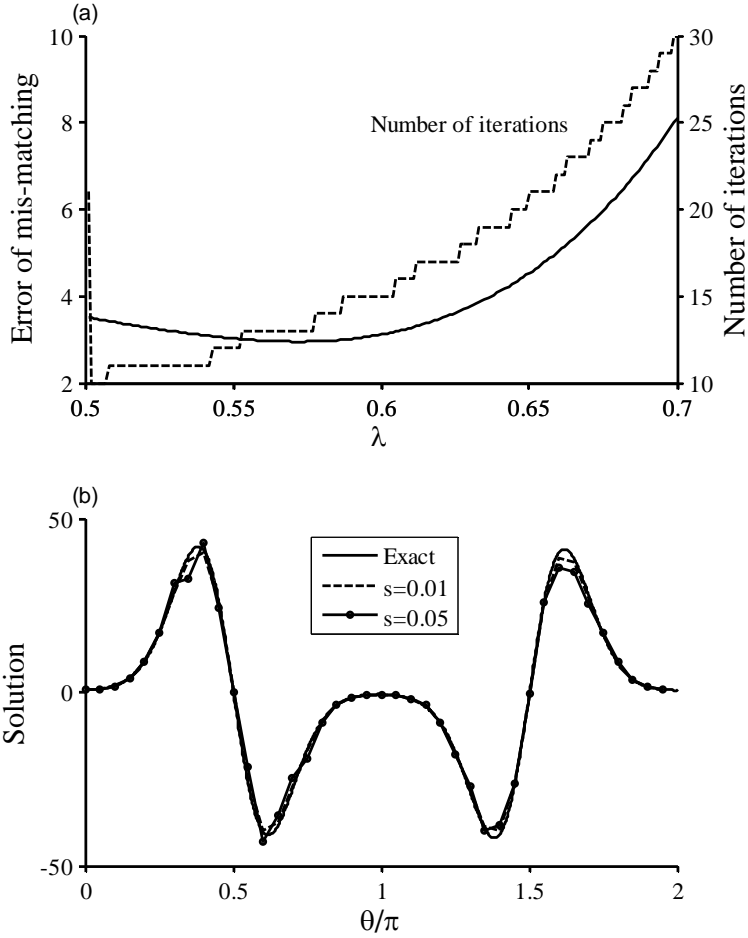 (a)
10
8
6
4
2
30
25
20
15
10
Error of mis-matching
Number of iterations
Number of iterations
0.5
0.55
0.6
0.65
0.7
λ
(b)
50
0
-50
Solution
Exact
s=0.01
s=0.05
0
0.5
1
1.5
2
θ/π